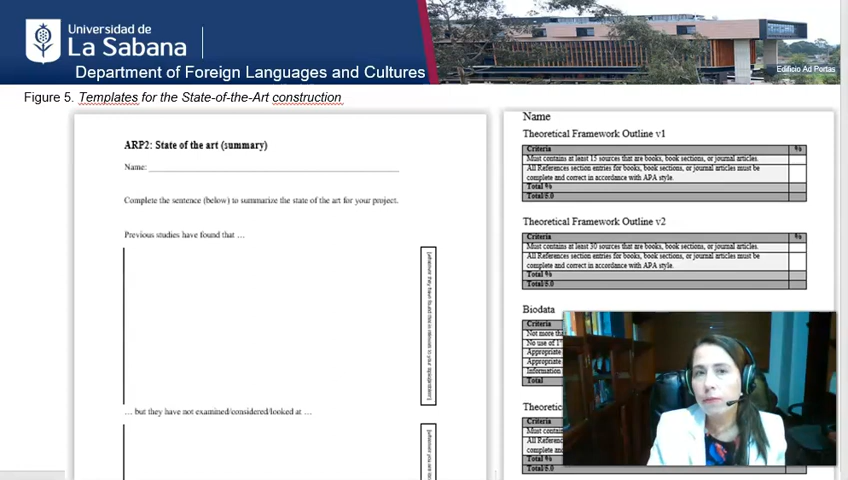 Universidad de
La Sabana
Department of Foreign Languages and Cultures
Edificio Ad Portas
Figure 5. Templates for the State-of-the-Art construction
ARP2: State of the art (summary)
Name:
Complete the sentence (below) to summarize the state of the art for your project.
Previous studies have found that …
… but they have not examined/considered/looked at …
Name
Theoretical Framework Outline v1
Criteria %
Must contains at least 15 sources that are books, book sections, or journal articles.
All References section entries for books, book sections, or journal articles must be
complete and correct in accordance with APA style.
Total %
Total/5.0
Theoretical Framework Outline v2
Criteria %
Must contains at least 30 sources that are books, book sections, or journal articles.
All References section entries for books, book sections, or journal articles must be
complete and correct in accordance with APA style.
Total %
Total/5.0
Biodata
Criteria
Not more
No use of
Appropriate
Appropriate
Information
Total
Criteria
Must
complete
Total %
Total/5.0